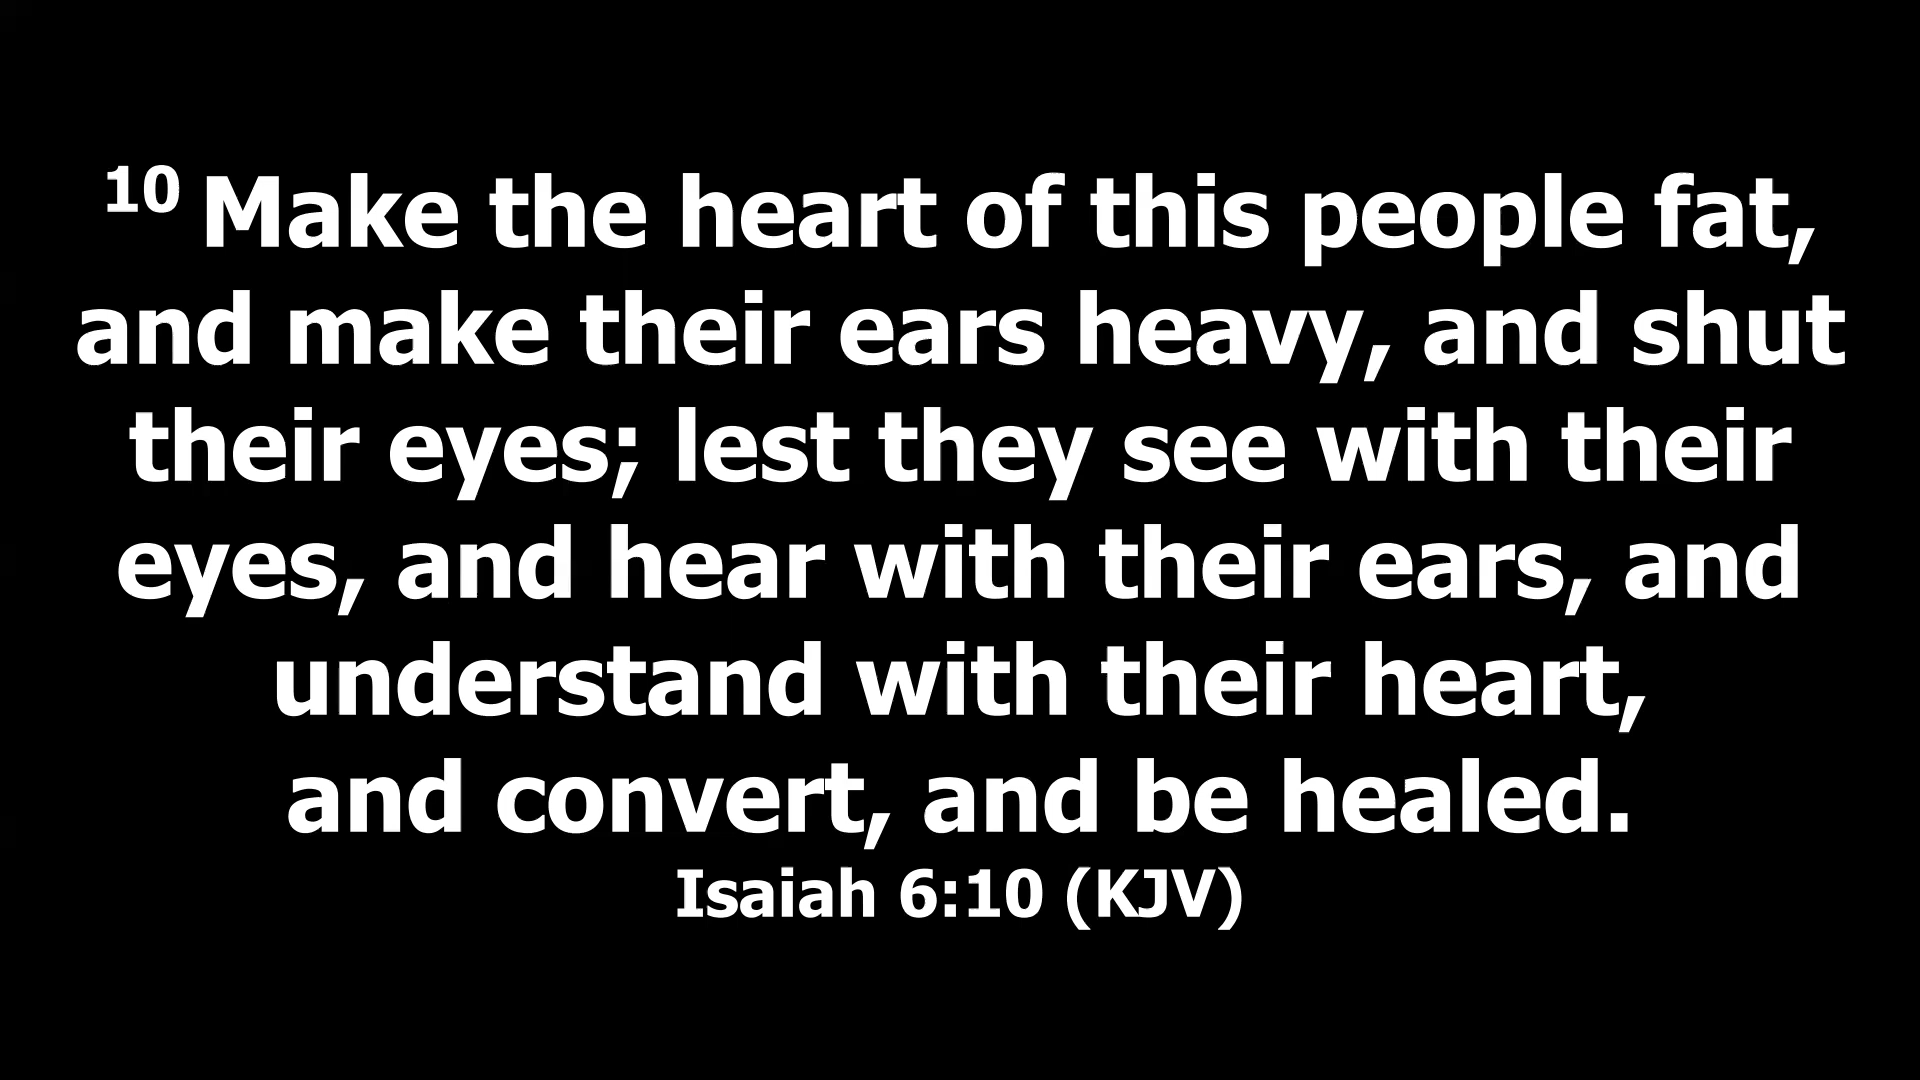 10 Make the heart of this people fat,
and make their ears heavy, and shut
their eyes; lest they see with their
eyes, and hear with their ears, and
understand with their heart,
and convert, and be healed.
Isaiah 6:10 (KJV)